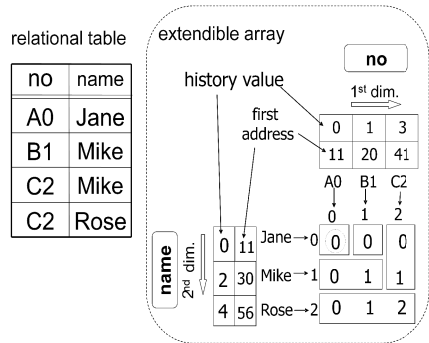 relational table
no name
A0 Jane
B1 Mike
C2 Mike
C2 Rose
extendible array
no
history value
1st dim.
first
address
0 1 3
11 20 41
A0 B1 C2
0 1 2
name
2nd dim.
0 11 Jane 0 0 0 0
2 30 Mike 1 0 1 1
4 56 Rose 2 0 1 2